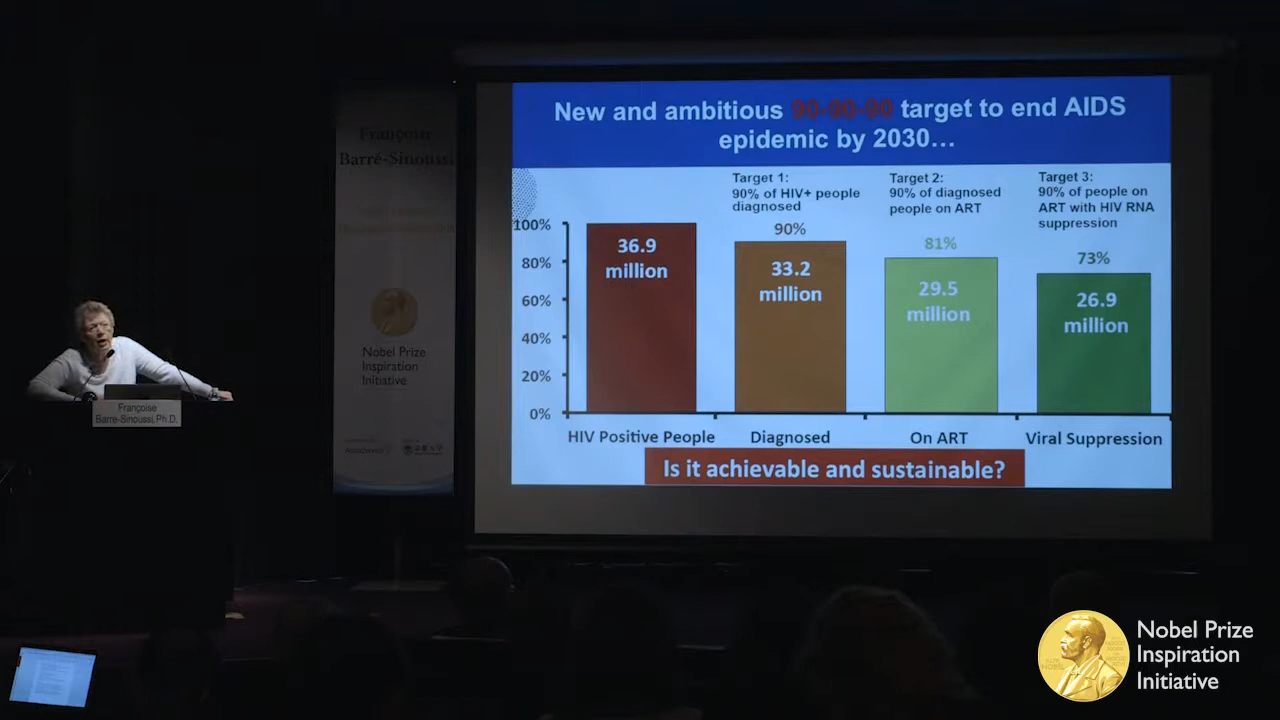 New and ambitious 90-90-90 target to end AIDS
epidemic by 2030…
Target 1:
90% of HIV+ people
diagnosed
Target 2:
90% of diagnosed
people on ART
Target 3:
90% of people on
ART with HIV RNA
suppression
100%
80%
60%
40%
20%
0%
36.9
million
90%
33.2
million
81%
29.5
million
73%
26.9
million
HIV Positive People
Diagnosed
On ART
Viral Suppression
Is it achievable and sustainable?
Françoise
Barré-Sinoussi
Nobel Prize
Inspiration
Initiative
Françoise
Barre-Sinoussi,Ph.D.
Nobel Prize
Inspiration
Initiative